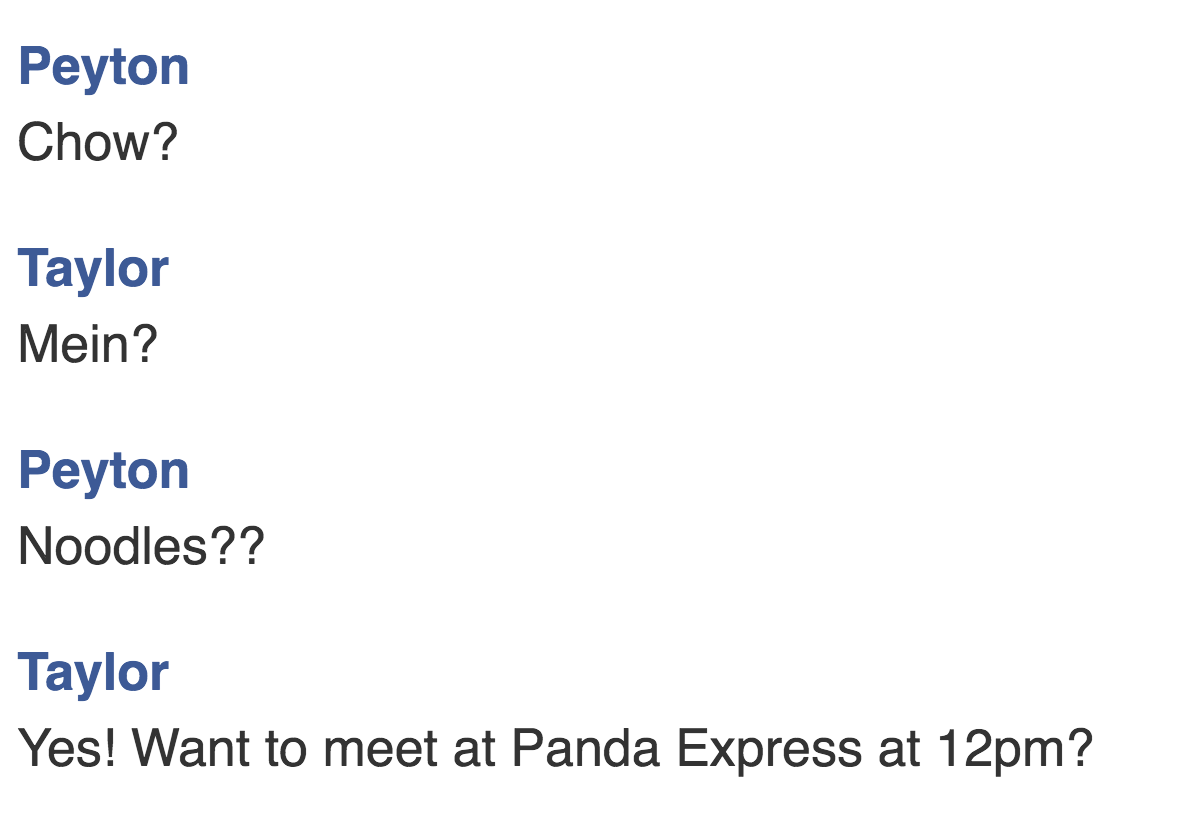 Peyton
Chow?
Taylor
Mein?
Peyton
Noodles??
Taylor
Yes! Want to meet at Panda Express at 12pm?